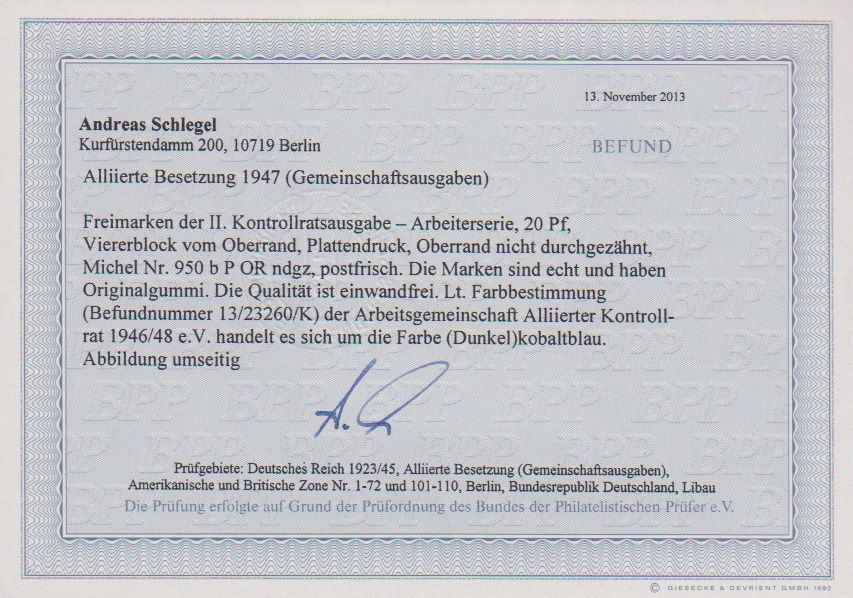 13. November 2013
Andreas Schlegel
Kurfürstendamm 200, 10719 Berlin
BEFUND
Alliierte Besetzung 1947 (Gemeinschaftsausgaben)
Freimarken der II. Kontrollratsausgabe – Arbeiterserie, 20 Pf,
Viererblock vom Oberrand, Plattendruck, Oberrand nicht durchgezähnt,
Michel Nr. 950 b P OR ndgz, postfrisch. Die Marken sind echt und haben
Originalgummi. Die Qualität ist einwandfrei. Lt. Farbbestimmung
(Befundnummer 13/23260/K) der Arbeitsgemeinschaft Alliierter Kontroll-
rat 1946/48 e.V. handelt es sich um die Farbe (Dunkel)kobaltblau.
Abbildung umseitig
Prüfgebiete: Deutsches Reich 1923/45, Alliierte Besetzung (Gemeinschaftsausgaben),
Amerikanische und Britische Zone Nr. 1-72 und 101-110, Berlin, Bundesrepublik Deutschland, Libau
Die Prüfung erfolgte auf Grund der Prüfordnung des Bundes der Philatelistischen Prüfer e.V.
© GIESECKE & DEVRIENT GMBH 1992